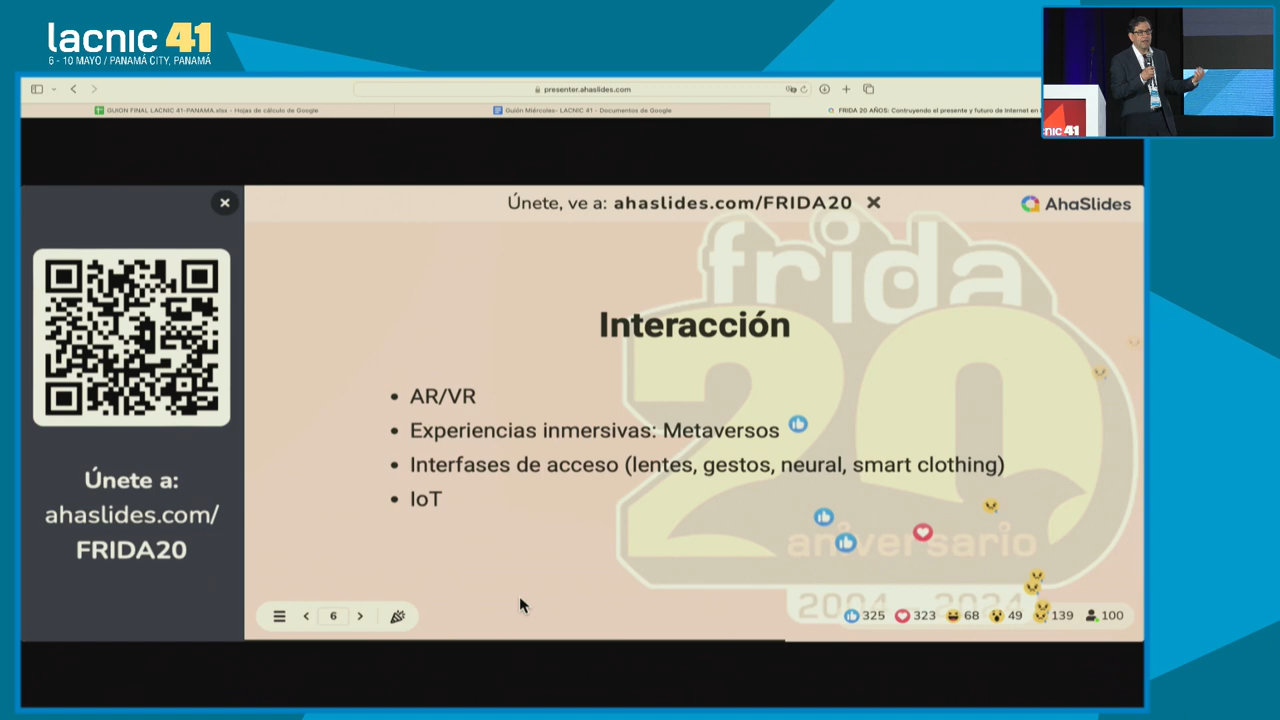 lacnic 41
6 - 10 MAYO / PANAMÁ CITY, PANAMÁ
presenter.ahaslides.com
GUION FINAL LACNIC 41-PANAMA.xlsx - Hojas de cálculo de Google
Guión Miércoles- LACNIC 41 - Documentos de Google
FRIDA 20 AÑOS: Contruyendo el presente y futuro de Internet en
nic 41
Únete, ve a: ahaslides.com/FRIDA20
AhaSlides
frida
20
aniversario
2004 - 2024
Interacción
• AR/VR
• Experiencias inmersivas: Metaversos
• Interfases de acceso (lentes, gestos, neural, smart clothing)
• IoT
Únete a:
ahaslides.com/
FRIDA20
6
325 323 68 49 139 100